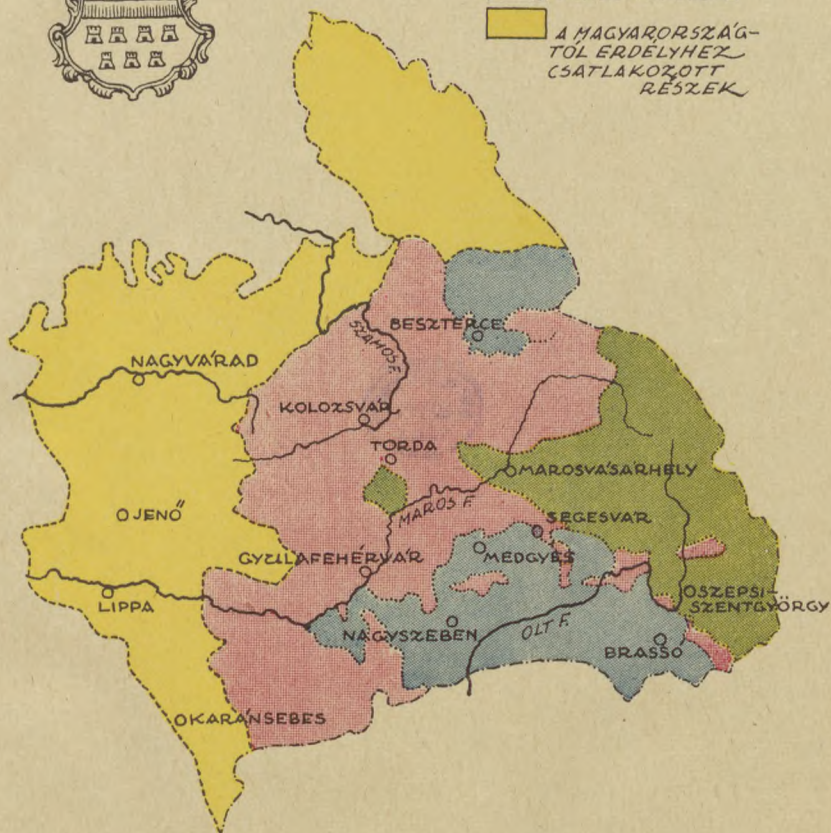 A MAGYARORSZÁG-
TÓL ERDÉLYHEZ
CSATLAKOZOTT
RÉSZEK
BESZTERCE
SZAMOS F.
NAGYVÁRAD
KOLOZSVÁR
TORDA
MAROSVÁSÁRHELY
MAROS F.
JENŐ
SEGESVÁR
GYULAFEHÉRVÁR
MEDGYES
LIPPA
SZEPSI-
SZENTGYÖRGY
NAGYSZEBEN
OLT F.
BRASSÓ
KARÁNSEBES